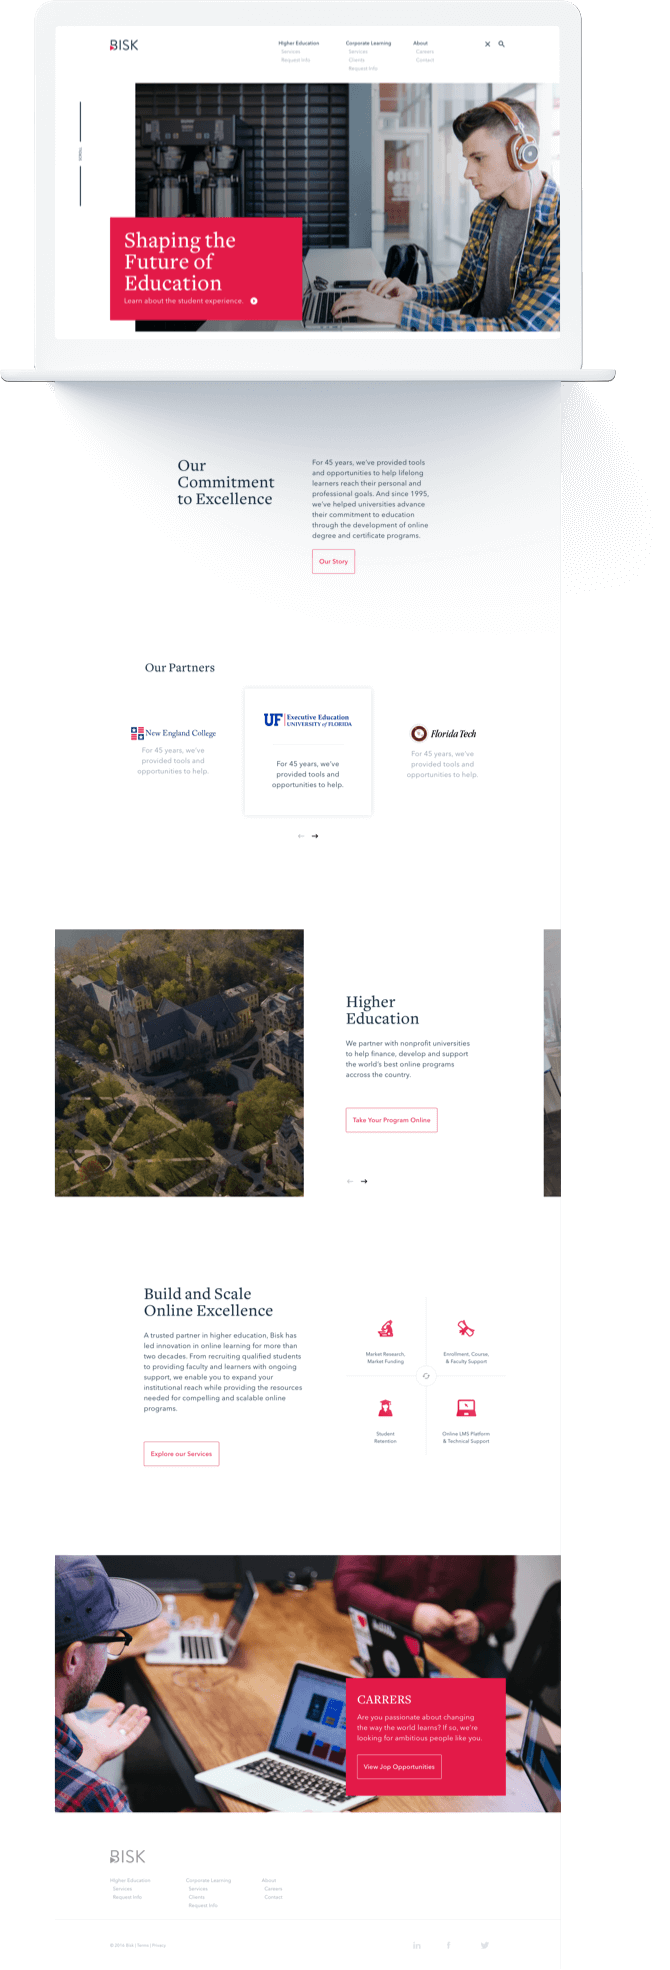 BISK
Higher Education
Services
Request Info
Corporate Learning
Services
Clients
Request Info
About
Careers
Contact
Shaping the
Future of
Education
Learn about the student experience.
Our
Commitment
to Excellence
For 45 years, we've provided tools
and opportunities to help lifelong
learners reach their personal and
professional goals. And since 1995,
we've helped universities advance
their commitment to education
through the development of online
degree and certificate programs.
Our Story
Our Partners
New England College
For 45 years, we've
provided tools and
opportunities to help.
UF Executive Education
UNIVERSITY of FLORIDA
For 45 years, we've
provided tools and
opportunities to help.
Florida Tech
For 45 years, we've
provided tools and
opportunities to help.
Higher
Education
We partner with nonprofit universities
to help finance, develop and support
the world's best online programs
accross the country.
Take Your Program Online
Build and Scale
Online Excellence
A trusted partner in higher education, Bisk has
led innovation in online learning for more than
two decades. From recruiting qualified students
to providing faculty and learners with ongoing
support, we enable you to expand your
institutional reach while providing the resources
needed for compelling and scalable online
programs.
Explore our Services
Market Research,
Market Funding
Enrollment, Course,
& Faculty Support
Student
Retention
Online LMS Platform
& Technical Support
CARRERS
Are you passionate about changing
the way the world learns? If so, we're
looking for ambitious people like you.
View Jop Opportunities
BISK
Higher Education
Services
Request Info
Corporate Learning
Services
Clients
Request Info
About
Careers
Contact
© 2016 Bisk | Terms | Privacy